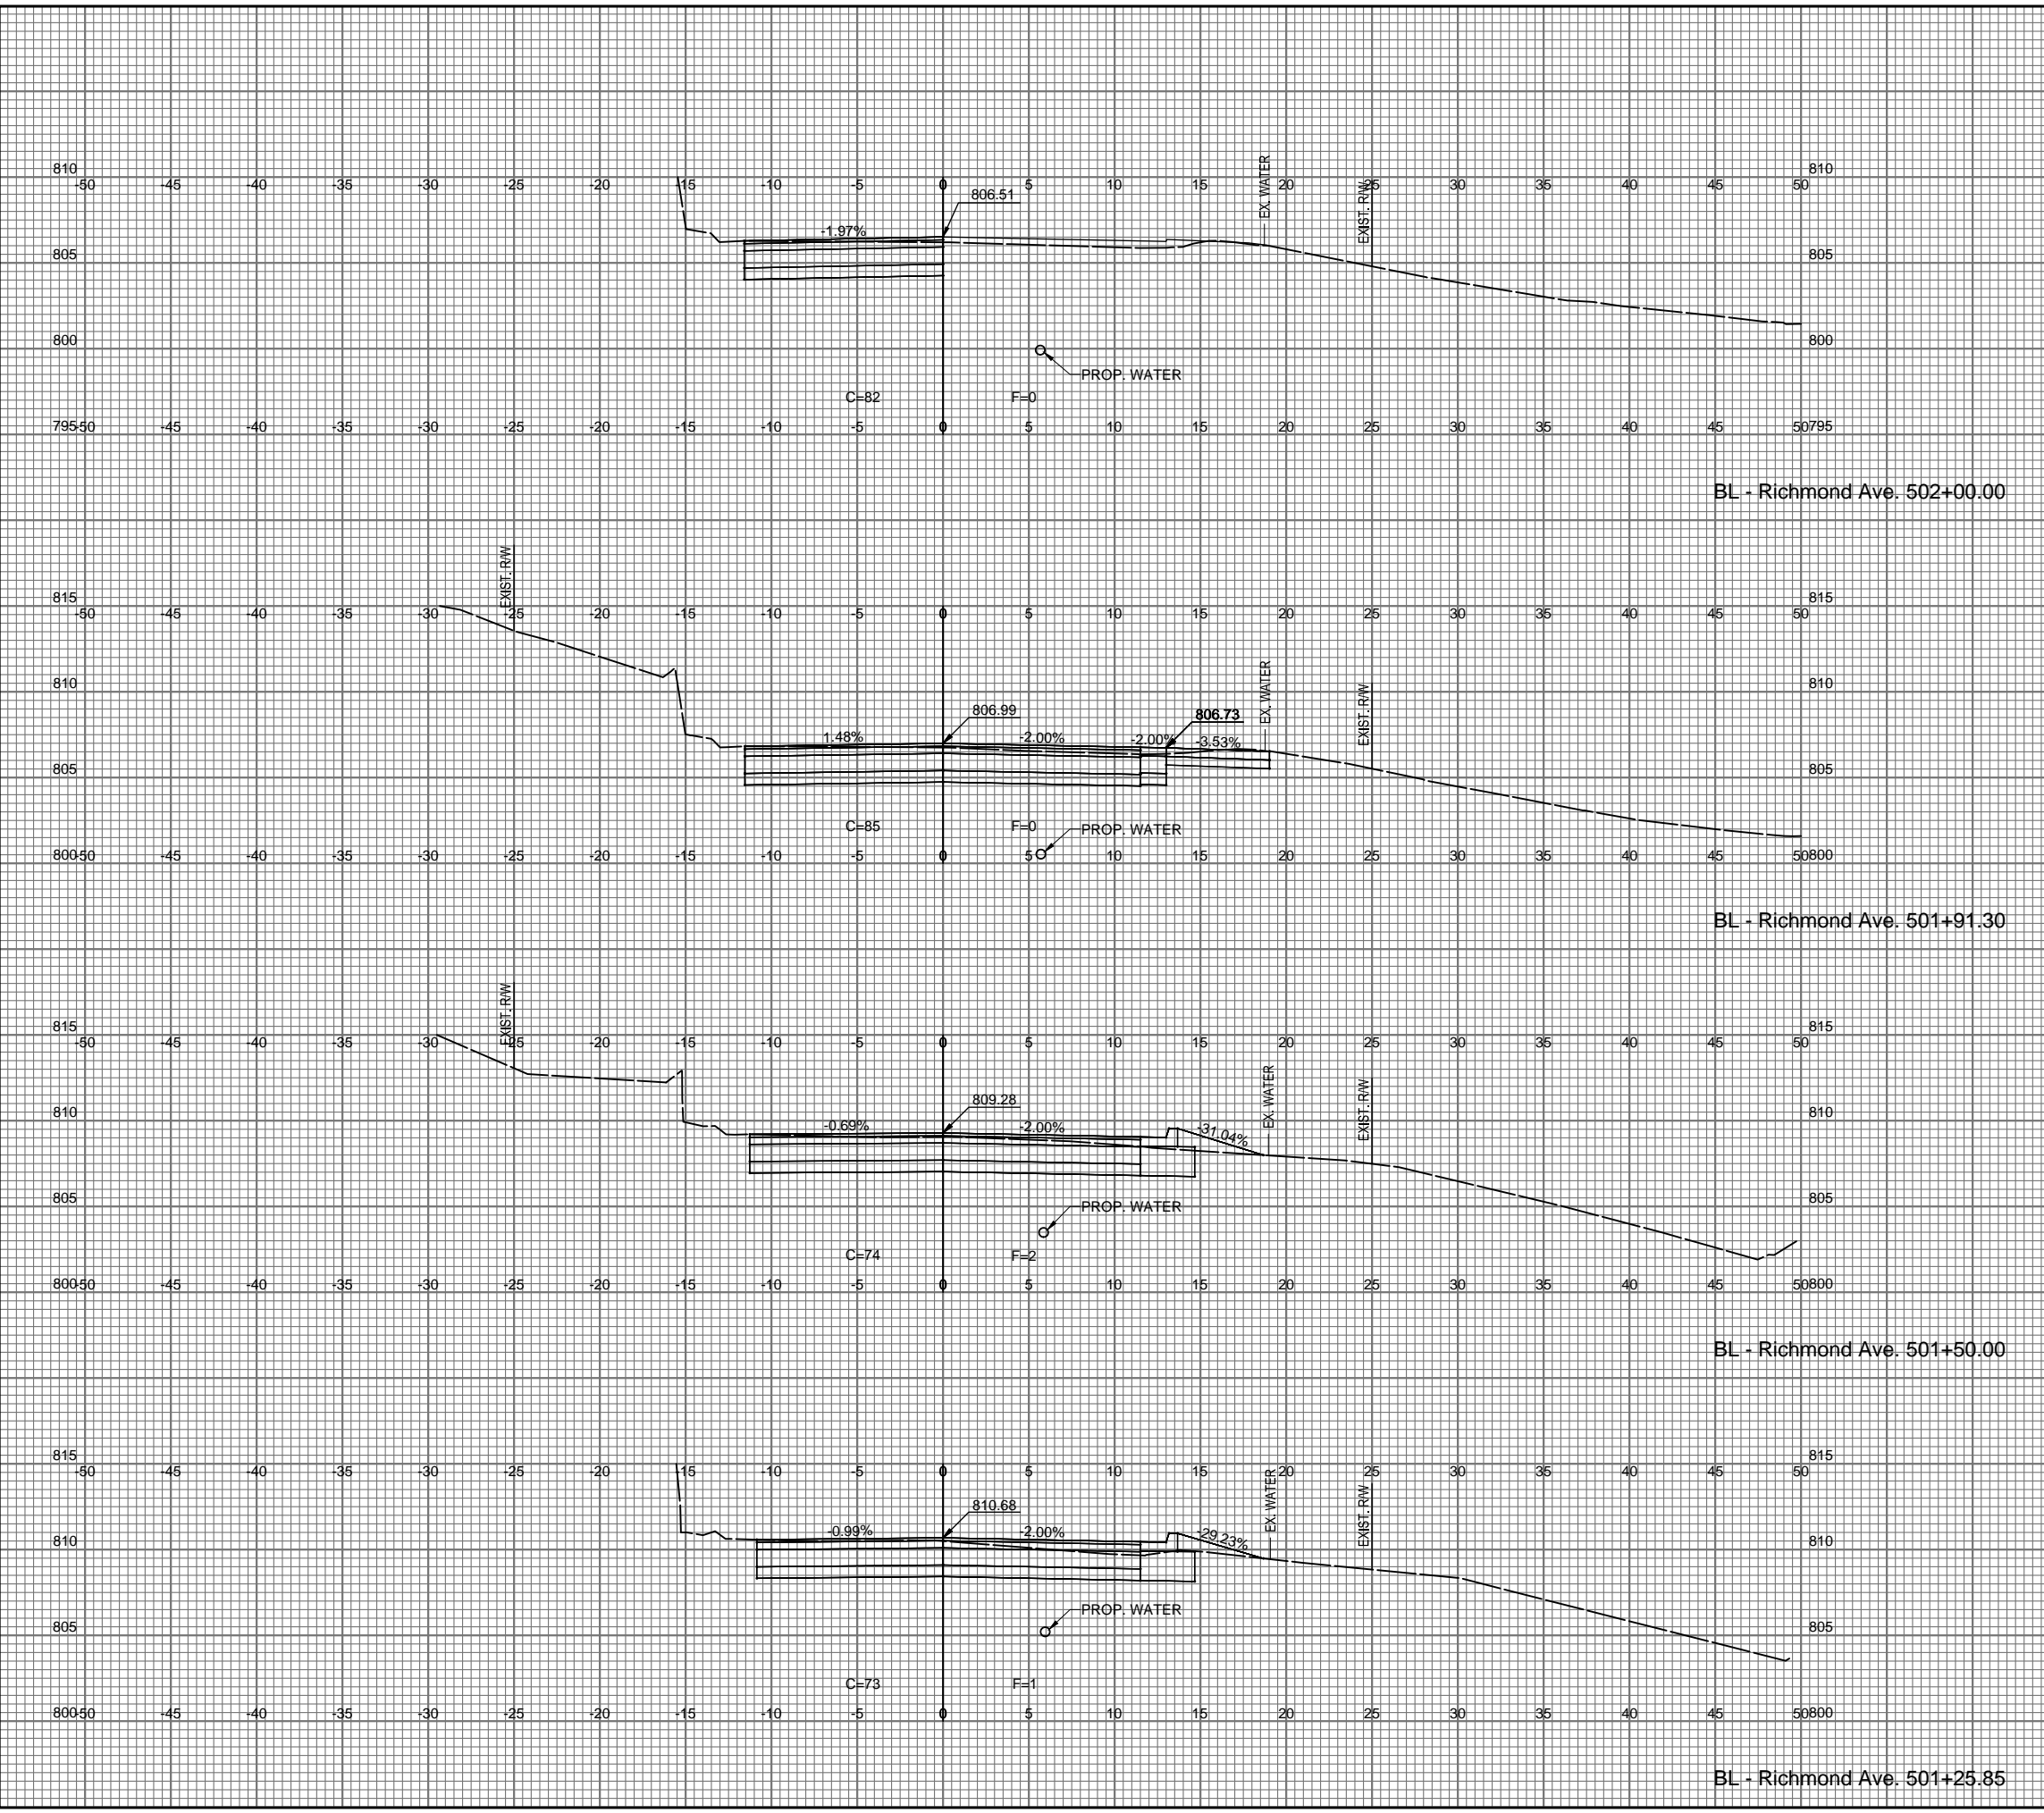 EX. WATER
EXIST. R/W
810 -50 -45 -40 -35 -30 -25 -20 -15 -10 -5 0 5 10 15 20 25 30 35 40 45 50 810
806.51
-1.97%
805 805
800 800
PROP. WATER
C=82 F=0
795 -50 -45 -40 -35 -30 -25 -20 -15 -10 -5 0 5 10 15 20 25 30 35 40 45 50 795
BL - Richmond Ave. 502+00.00
EXIST. R/W
815 -50 -45 -40 -35 -30 -25 -20 -15 -10 -5 0 5 10 15 20 25 30 35 40 45 50 815
EX. WATER
EXIST. R/W
810 810
806.99 806.73
1.48% -2.00% -2.00% -3.53%
805 805
C=85 F=0 PROP. WATER
800 -50 -45 -40 -35 -30 -25 -20 -15 -10 -5 0 5 10 15 20 25 30 35 40 45 50 800
BL - Richmond Ave. 501+91.30
EXIST. R/W
815 -50 -45 -40 -35 -30 -25 -20 -15 -10 -5 0 5 10 15 20 25 30 35 40 45 50 815
EX. WATER
EXIST. R/W
809.28
810 810
-0.69% -2.00% -31.04%
805 805
PROP. WATER
C=74 F=2
800 -50 -45 -40 -35 -30 -25 -20 -15 -10 -5 0 5 10 15 20 25 30 35 40 45 50 800
BL - Richmond Ave. 501+50.00
815 -50 -45 -40 -35 -30 -25 -20 -15 -10 -5 0 5 10 15 20 25 30 35 40 45 50 815
EX. WATER
EXIST. R/W
810.68
-0.99% -2.00% -29.23%
810 810
PROP. WATER
805 805
C=73 F=1
800 -50 -45 -40 -35 -30 -25 -20 -15 -10 -5 0 5 10 15 20 25 30 35 40 45 50 800
BL - Richmond Ave. 501+25.85